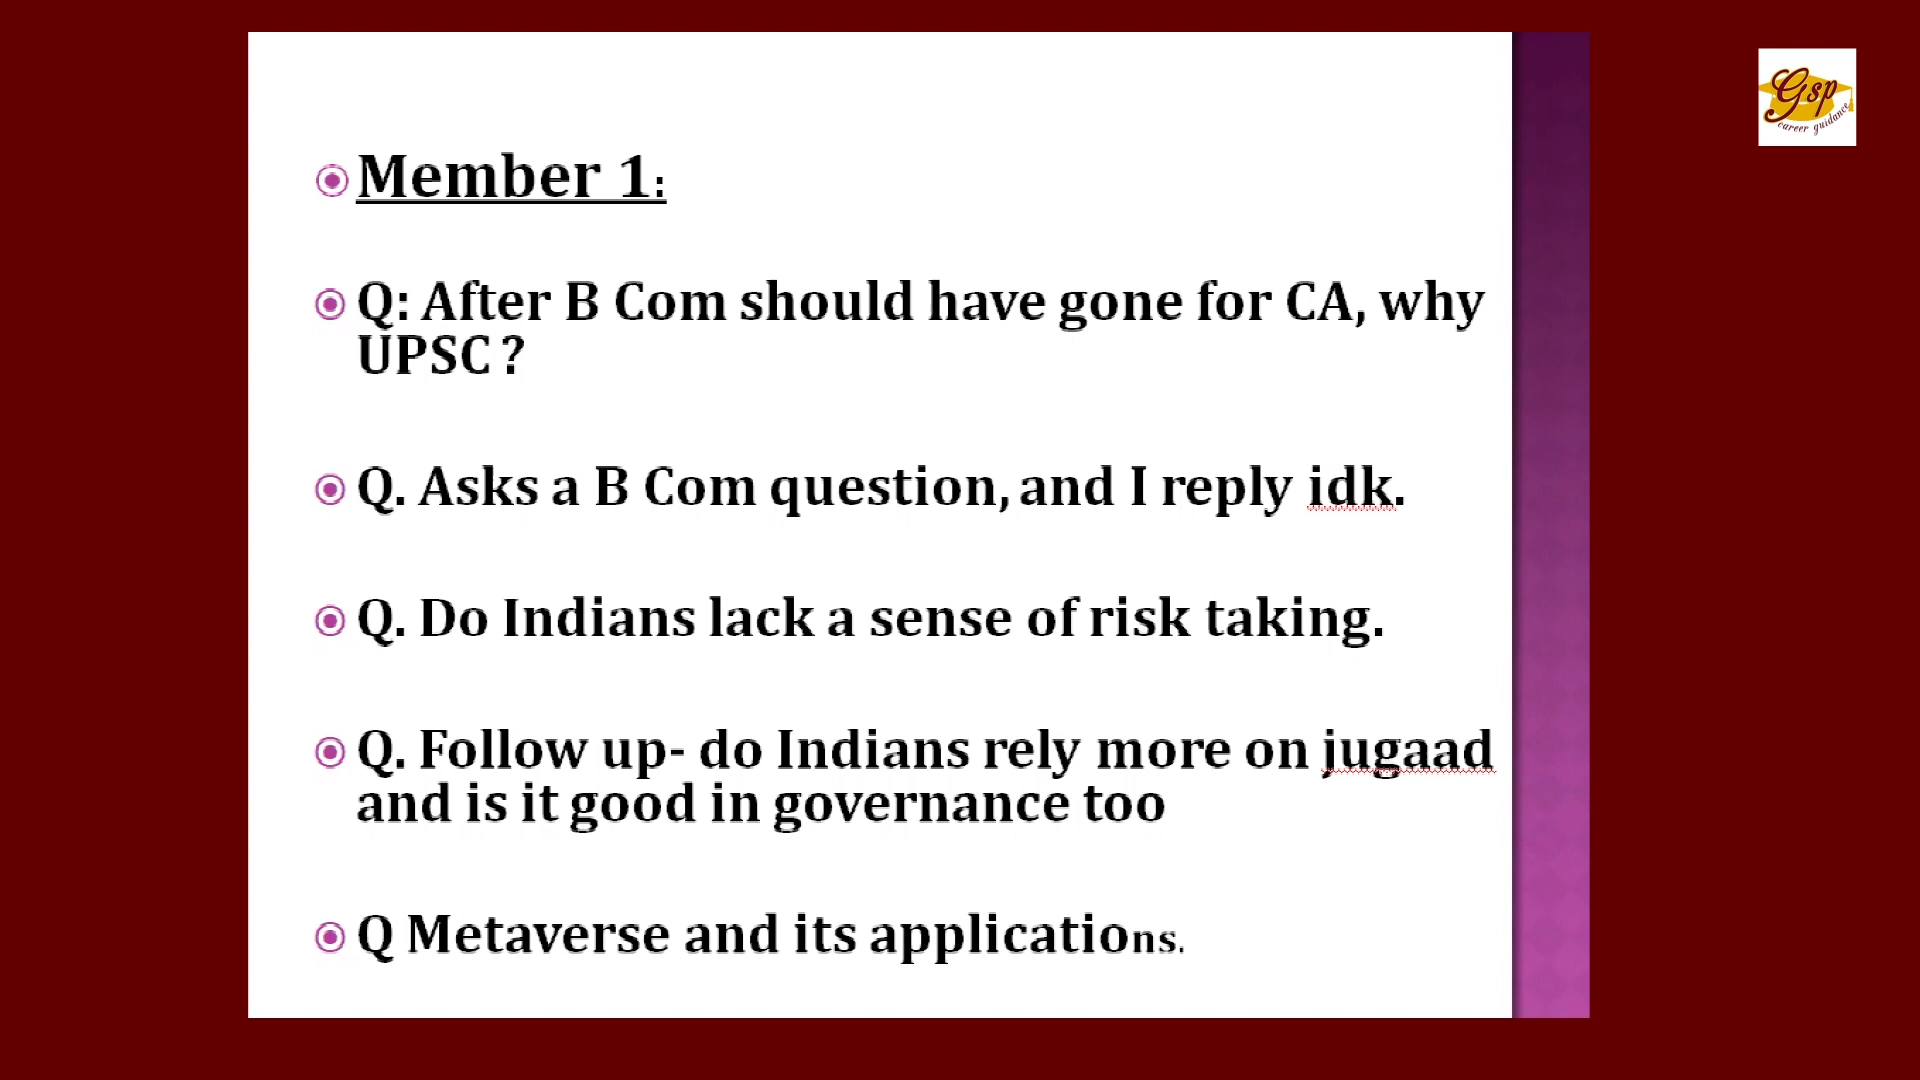 Gsp
career guidance
Member 1:
Q: After B Com should have gone for CA, why
UPSC ?
Q. Asks a B Com question, and I reply idk.
Q. Do Indians lack a sense of risk taking.
Q. Follow up- do Indians rely more on jugaad
and is it good in governance too
Q Metaverse and its applications.